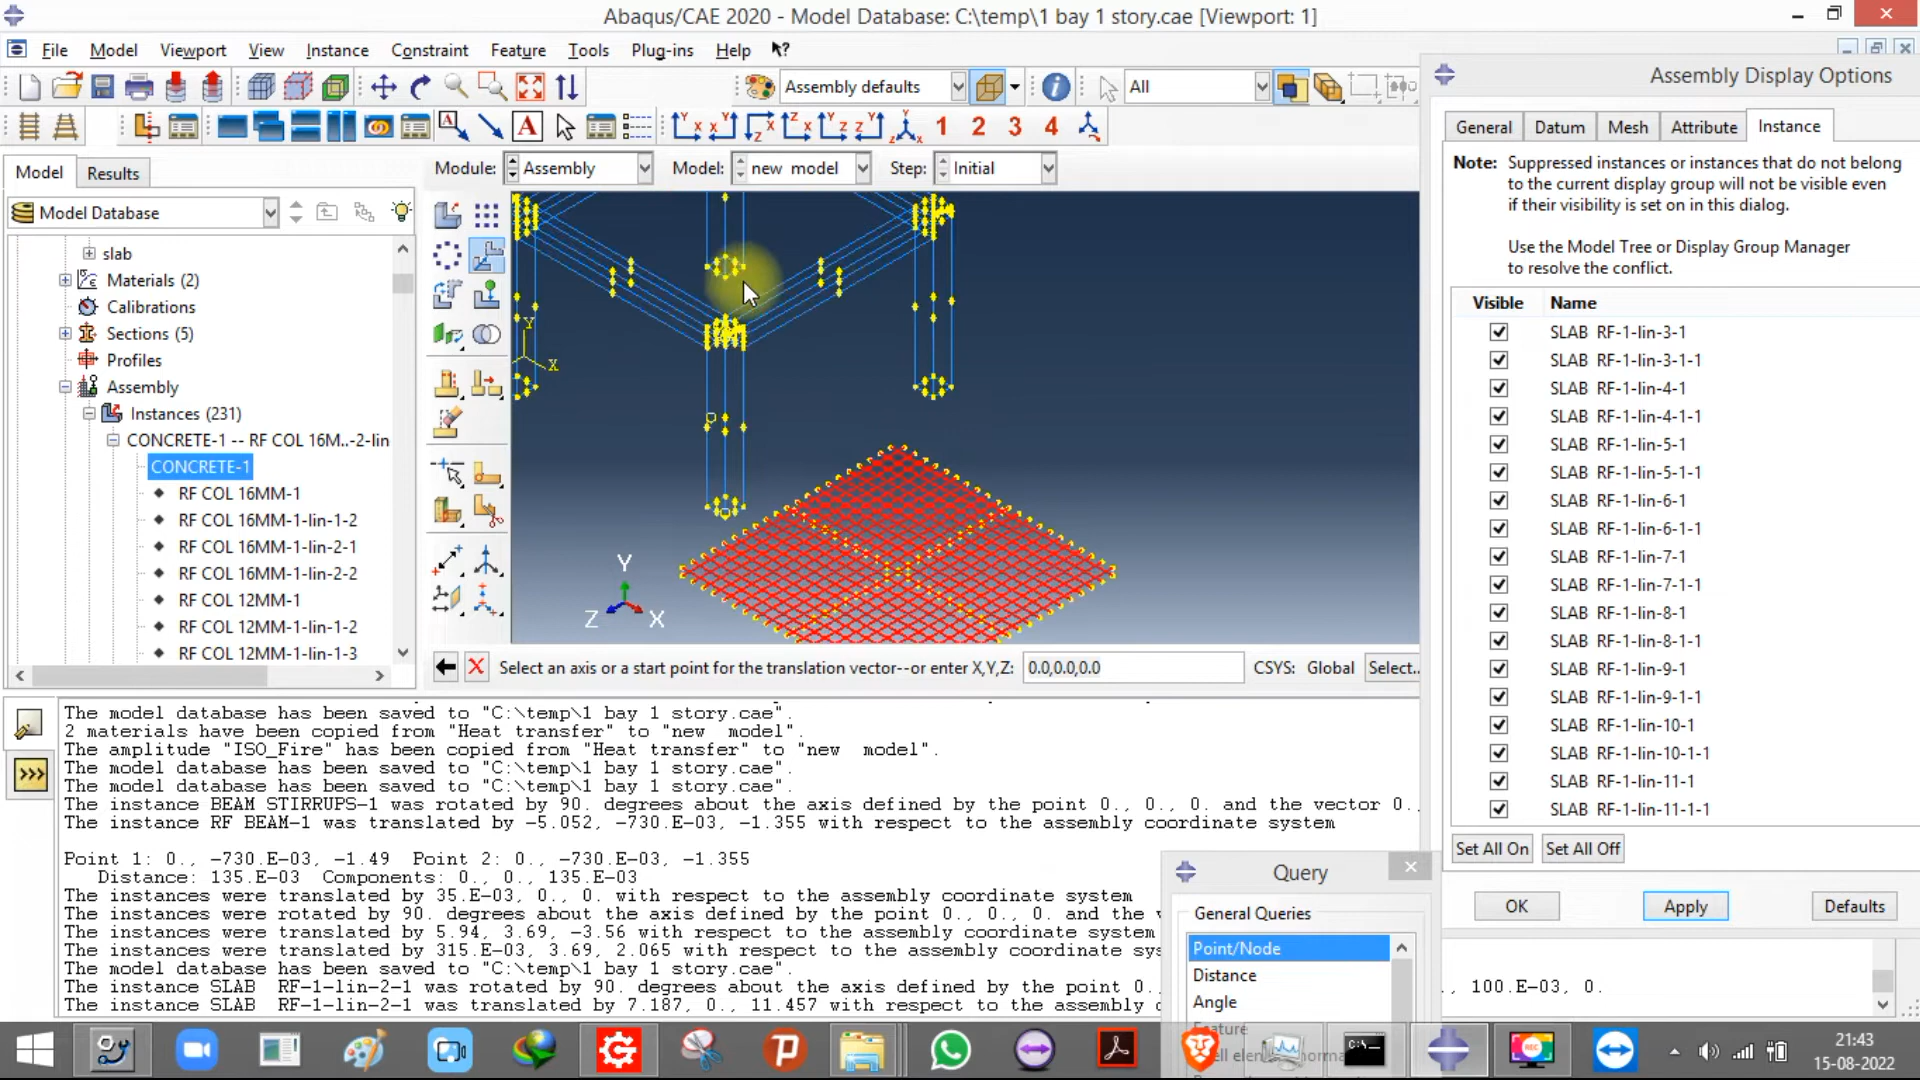 Abaqus/CAE 2020 - Model Database: C:\temp\1 bay 1 story.cae [Viewport: 1]
File Model Viewport View Instance Constraint Feature Tools Plug-ins Help
Assembly defaults
All
Assembly Display Options
1 2 3 4
General Datum Mesh Attribute Instance
Model Results
Module: Assembly Model: new model Step: Initial
Note: Suppressed instances or instances that do not belong
to the current display group will not be visible even
if their visibility is set on in this dialog.
Use the Model Tree or Display Group Manager
to resolve the conflict.
Visible Name
SLAB RF-1-lin-3-1
SLAB RF-1-lin-3-1-1
SLAB RF-1-lin-4-1
SLAB RF-1-lin-4-1-1
SLAB RF-1-lin-5-1
SLAB RF-1-lin-5-1-1
SLAB RF-1-lin-6-1
SLAB RF-1-lin-6-1-1
SLAB RF-1-lin-7-1
SLAB RF-1-lin-7-1-1
SLAB RF-1-lin-8-1
SLAB RF-1-lin-8-1-1
SLAB RF-1-lin-9-1
SLAB RF-1-lin-9-1-1
SLAB RF-1-lin-10-1
SLAB RF-1-lin-10-1-1
SLAB RF-1-lin-11-1
SLAB RF-1-lin-11-1-1
Set All On Set All Off
OK Apply Defaults
Model Database
slab
Materials (2)
Calibrations
Sections (5)
Profiles
Assembly
Instances (231)
CONCRETE-1 -- RF COL 16M..-2-lin
CONCRETE-1
RF COL 16MM-1
RF COL 16MM-1-lin-1-2
RF COL 16MM-1-lin-2-1
RF COL 16MM-1-lin-2-2
RF COL 12MM-1
RF COL 12MM-1-lin-1-2
RF COL 12MM-1-lin-1-3
Y
X
Y
Z X
Select an axis or a start point for the translation vector--or enter X,Y,Z: 0.0,0.0,0.0 CSYS: Global Select..
The model database has been saved to "C:\temp\1 bay 1 story.cae".
2 materials have been copied from "Heat transfer" to "new  model".
The amplitude "ISO_Fire" has been copied from "Heat transfer" to "new  model".
The model database has been saved to "C:\temp\1 bay 1 story.cae".
The model database has been saved to "C:\temp\1 bay 1 story.cae".
The instance BEAM STIRRUPS-1 was rotated by 90. degrees about the axis defined by the point 0., 0., 0. and the vector 0..
The instance RF BEAM-1 was translated by -5.052, -730.E-03, -1.355 with respect to the assembly coordinate system
Point 1: 0., -730.E-03, -1.49  Point 2: 0., -730.E-03, -1.355
Distance: 135.E-03  Components: 0., 0., 135.E-03
The instances were translated by 35.E-03, 0., 0. with respect to the assembly coordinate system
The instances were rotated by 90. degrees about the axis defined by the point 0., 0., 0. and the v
The instances were translated by 5.94, 3.69, -3.56 with respect to the assembly coordinate system
The instances were translated by 315.E-03, 3.69, 2.065 with respect to the assembly coordinate sys
The model database has been saved to "C:\temp\1 bay 1 story.cae".
The instance SLAB  RF-1-lin-2-1 was rotated by 90. degrees about the axis defined by the point 0..
The instance SLAB  RF-1-lin-2-1 was translated by 7.187, 0., 11.457 with respect to the assembly c
, 100.E-03, 0.
Query
General Queries
Point/Node
Distance
Angle
Feature
21:43
15-08-2022